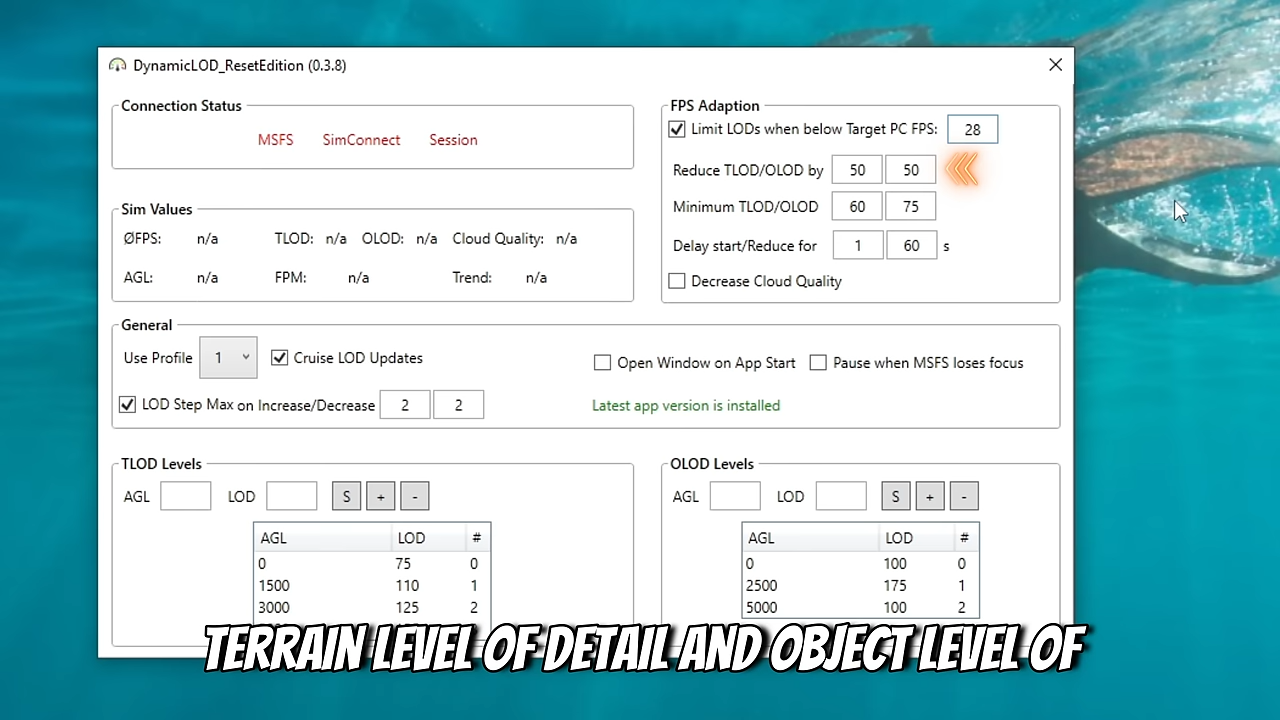 DynamicLOD_ResetEdition (0.3.8)
Connection Status
MSFS SimConnect Session
Sim Values
ØFPS: n/a TLOD: n/a OLOD: n/a Cloud Quality: n/a
AGL: n/a FPM: n/a Trend: n/a
FPS Adaption
Limit LODs when below Target PC FPS: 28
Reduce TLOD/OLOD by 50 50
Minimum TLOD/OLOD 60 75
Delay start/Reduce for 1 60 s
Decrease Cloud Quality
General
Use Profile 1 Cruise LOD Updates Open Window on App Start Pause when MSFS loses focus
LOD Step Max on Increase/Decrease 2 2 Latest app version is installed
TLOD Levels
AGL LOD S + -
AGL LOD #
0 75 0
1500 110 1
3000 125 2
OLOD Levels
AGL LOD S + -
AGL LOD #
0 100 0
2500 175 1
5000 100 2
TERRAIN LEVEL OF DETAIL AND OBJECT LEVEL OF